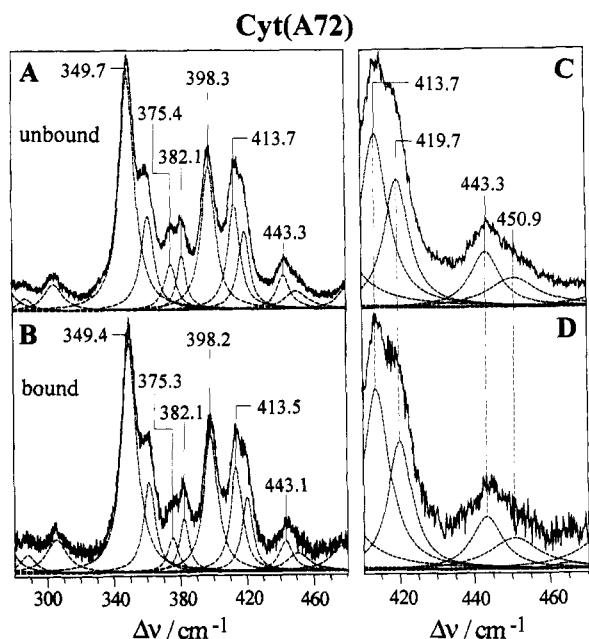 Cyt(A72)
A
unbound
349.7
375.4
382.1
398.3
413.7
443.3
C
413.7
419.7
443.3
450.9
B
bound
349.4
375.3
382.1
398.2
413.5
443.1
D
300 340 380 420 460
420 440 460
Δν / cm⁻¹
Δν / cm⁻¹